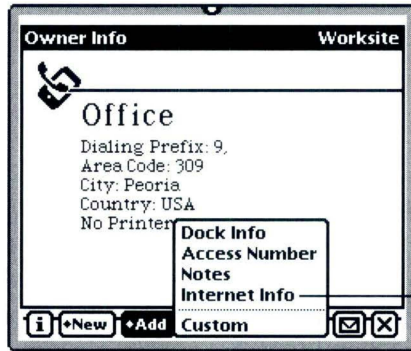 Owner Info Worksite
Office
Dialing Prefix: 9,
Area Code: 309
City: Peoria
Country: USA
No Printer
Dock Info
Access Number
Notes
Internet Info
Custom
i New Add